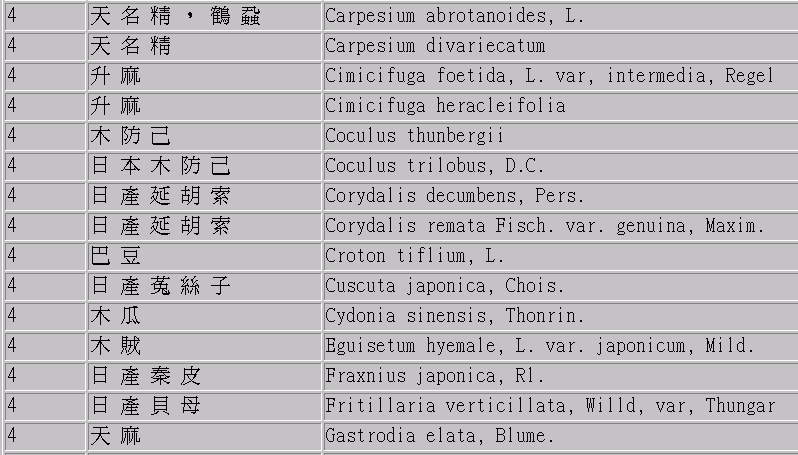 4 天名精，鶴蝨 Carpesium abrotanoides, L.
4 天名精 Carpesium divariecatum
4 升麻 Cimicifuga foetida, L. var, intermedia, Regel
4 升麻 Cimicifuga heracleifolia
4 木防己 Coculus thunbergii
4 日本木防己 Coculus trilobus, D.C.
4 日產延胡索 Corydalis decumbens, Pers.
4 日產延胡索 Corydalis remata Fisch. var. genuina, Maxim.
4 巴豆 Croton tiflium, L.
4 日產菟絲子 Cuscuta japonica, Chois.
4 木瓜 Cydonia sinensis, Thonrin.
4 木賊 Eguisetum hyemale, L. var. japonicum, Mild.
4 日產秦皮 Fraxnius japonica, Rl.
4 日產貝母 Fritillaria verticillata, Willd, var, Thungar
4 天麻 Gastrodia elata, Blume.